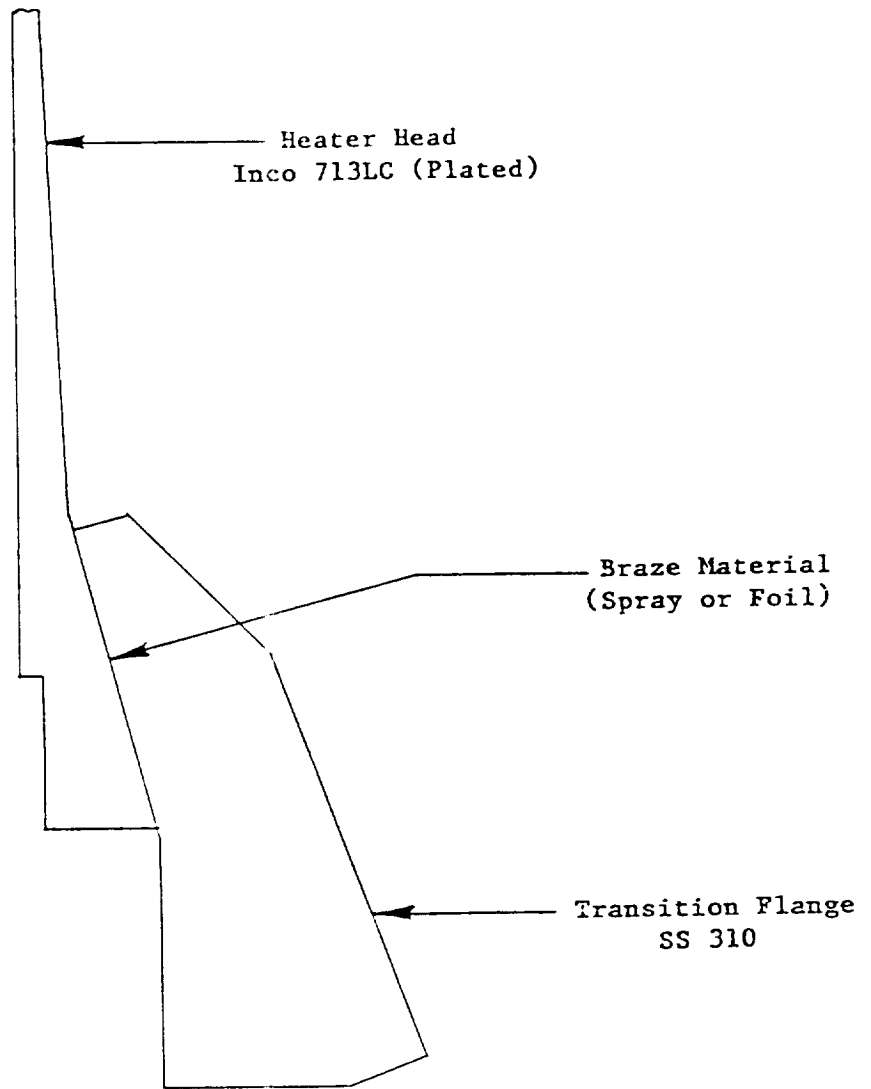 Heater Head
Inco 713LC (Plated)
Braze Material
(Spray or Foil)
Transition Flange
SS 310